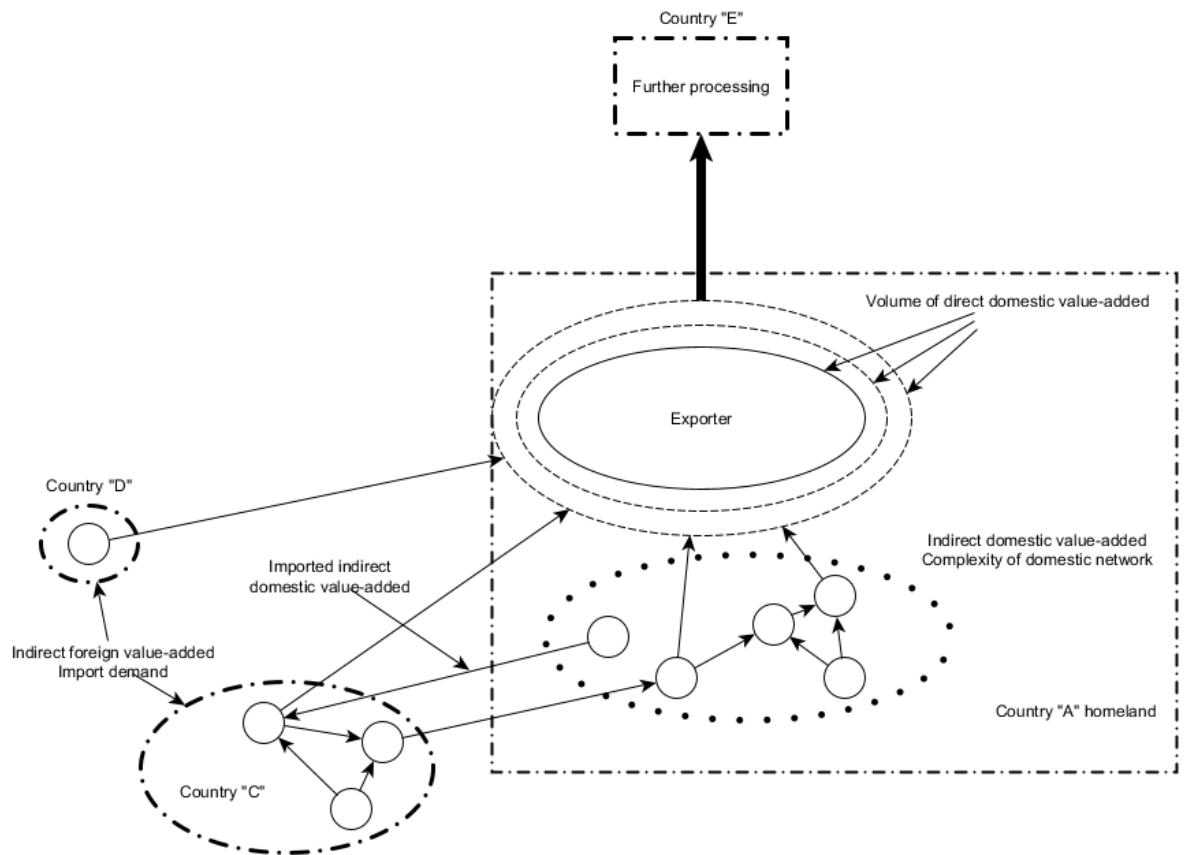 Country "E"
Further processing
Volume of direct domestic value-added
Exporter
Country "D"
Indirect domestic value-added
Complexity of domestic network
Imported indirect
domestic value-added
Indirect foreign value-added
Import demand
Country "A" homeland
Country "C"